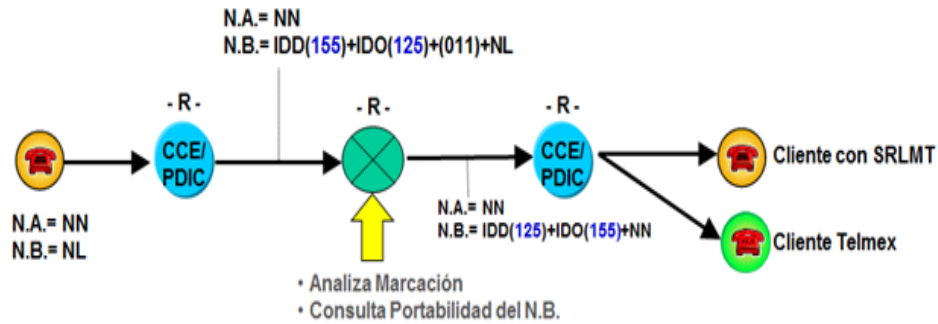 N.A.= NN
N.B.= IDD(155)+IDO(125)+(011)+NL
- R -
- R -
- R -
CCE/
PDIC
CCE/
PDIC
Cliente con SRLMT
N.A.= NN
N.B.= NL
N.A.= NN
N.B.= IDD(125)+IDO(155)+NN
Cliente Telmex
• Analiza Marcación
• Consulta Portabilidad del N.B.